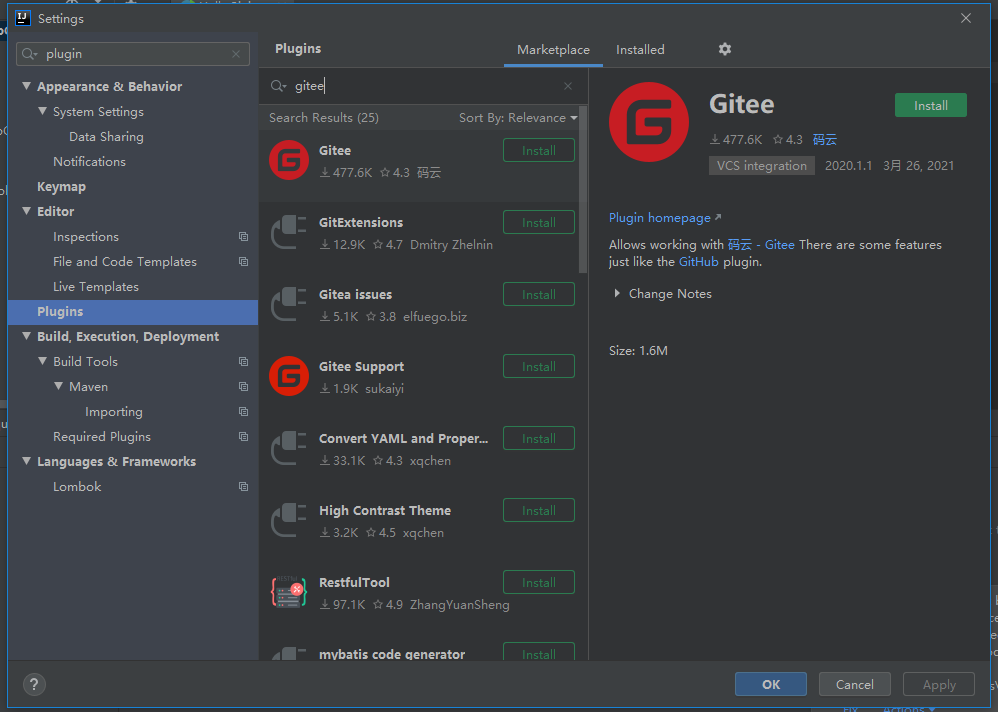 Settings
plugin
Appearance & Behavior
System Settings
Data Sharing
Notifications
Keymap
Editor
Inspections
File and Code Templates
Live Templates
Plugins
Build, Execution, Deployment
Build Tools
Maven
Importing
Required Plugins
Languages & Frameworks
Lombok
Plugins
Marketplace
Installed
gitee
Search Results (25)
Sort By: Relevance
Gitee
Install
477.6K 4.3 码云
GitExtensions
Install
12.9K 4.7 Dmitry Zhelnin
Gitea issues
Install
5.1K 3.8 elfuego.biz
Gitee Support
Install
1.9K sukaiyi
Convert YAML and Proper...
Install
33.1K 4.3 xqchen
High Contrast Theme
Install
3.2K 4.5 xqchen
RestfulTool
Install
97.1K 4.9 ZhangYuanSheng
mybatis code generator
Install
Gitee
Install
477.6K 4.3 码云
VCS integration 2020.1.1 3月 26, 2021
Plugin homepage
Allows working with 码云 - Gitee There are some features
just like the GitHub plugin.
Change Notes
Size: 1.6M
?
OK
Cancel
Apply